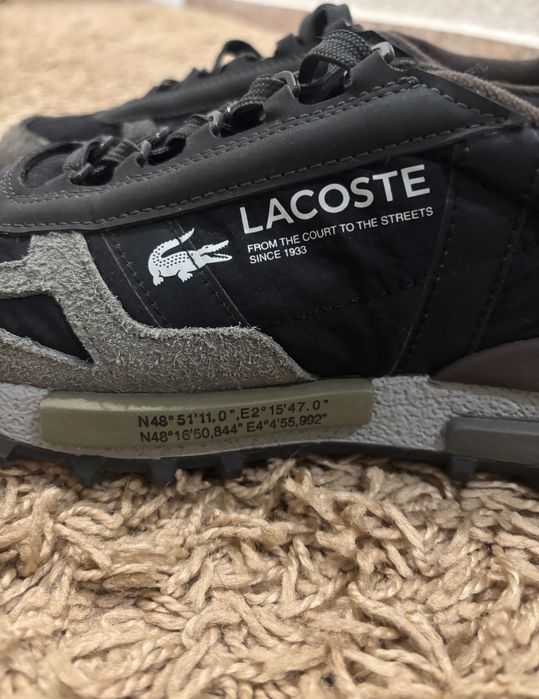 LACOSTE
FROM THE COURT TO THE STREETS
SINCE 1933
N48°51'11.0",E2°15'47.0"
N48°16'50,844" E4°4'55,992"